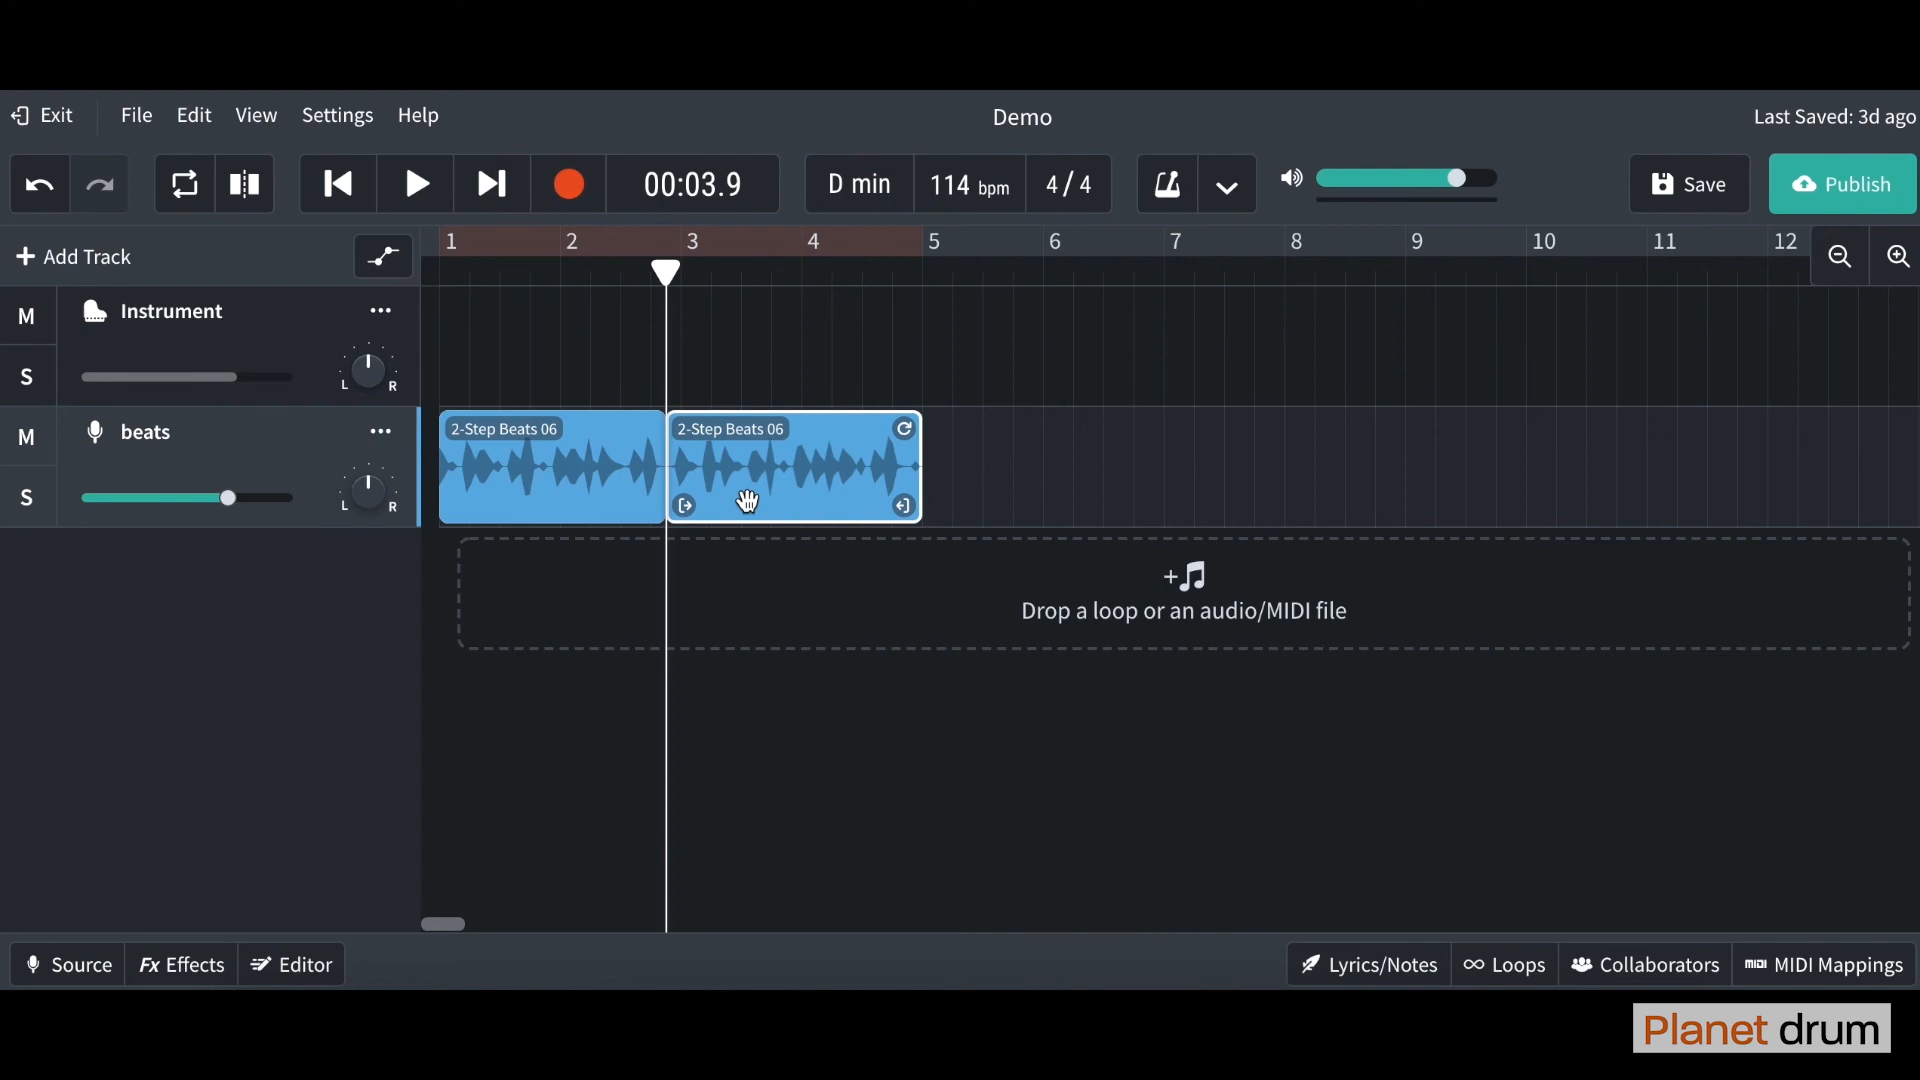 Exit File Edit View Settings Help Demo Last Saved: 3d ago
00:03.9 D min 114 bpm 4/4 Save Publish
Add Track 1 2 3 4 5 6 7 8 9 10 11 12
M Instrument
S L R
M beats 2-Step Beats 06 2-Step Beats 06
S L R
Drop a loop or an audio/MIDI file
Source Fx Effects Editor Lyrics/Notes Loops Collaborators MIDI MIDI Mappings
Planet drum